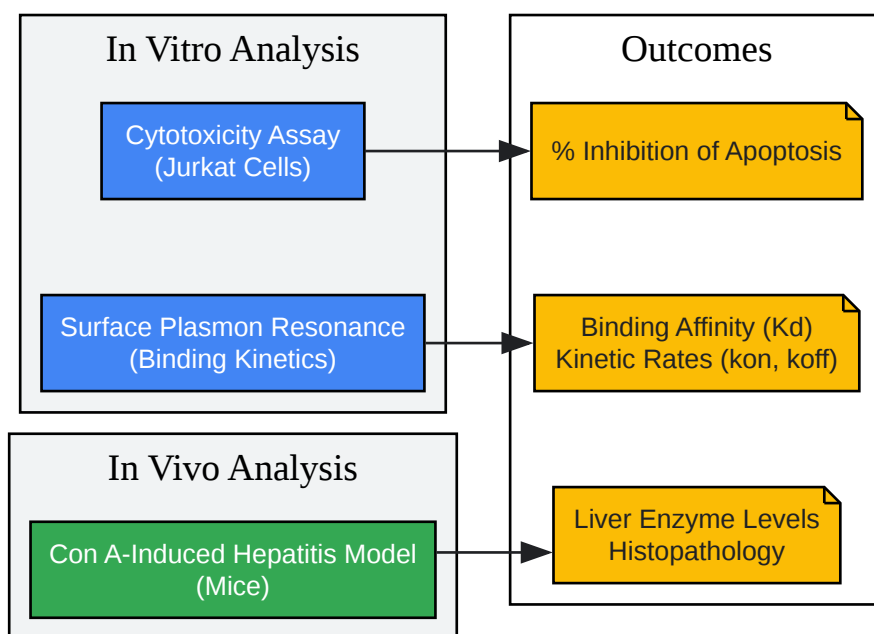 In Vitro Analysis
Cytotoxicity Assay
(Jurkat Cells)
Surface Plasmon Resonance
(Binding Kinetics)
In Vivo Analysis
Con A-Induced Hepatitis Model
(Mice)
Outcomes
% Inhibition of Apoptosis
Binding Affinity (Kd)
Kinetic Rates (kon, koff)
Liver Enzyme Levels
Histopathology